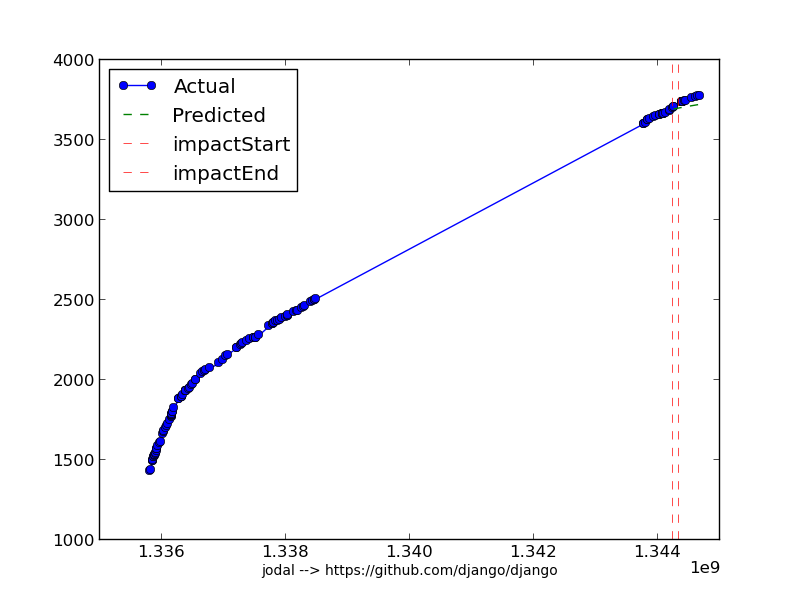 4000
3500
3000
2500
2000
1500
1000
Actual
Predicted
impactStart
impactEnd
1.336 1.338 1.340 1.342 1.344
1e9
jodal --> https://github.com/django/django